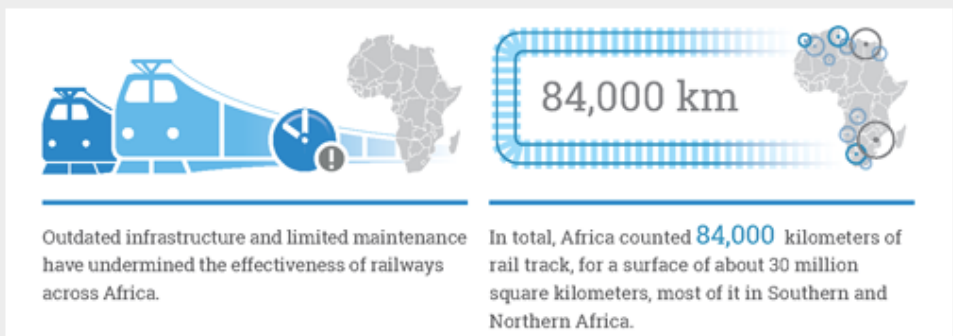 84,000 km
Outdated infrastructure and limited maintenance
have undermined the effectiveness of railways
across Africa.
In total, Africa counted 84,000 kilometers of
rail track, for a surface of about 30 million
square kilometers, most of it in Southern and
Northern Africa.